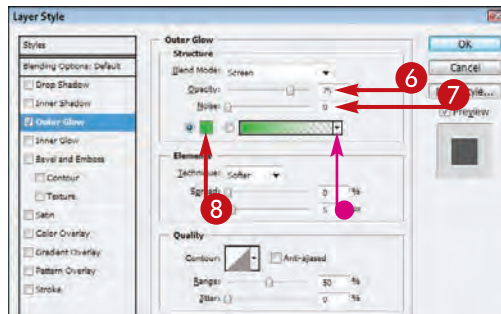 Layer Style
Styles
Blending Options: Default
Drop Shadow
Inner Shadow
Outer Glow
Inner Glow
Bevel and Emboss
Contour
Texture
Satin
Color Overlay
Gradient Overlay
Pattern Overlay
Stroke
Outer Glow
Structure
Blend Mode: Screen
Opacity: 75
6
Noise: 0
7
8
Elements
Technique: Softer
Spread: 0 %
5
Quality
Contour: Anti-aliased
Range: 50 %
Jitter: 0 %
OK
Cancel
Preview